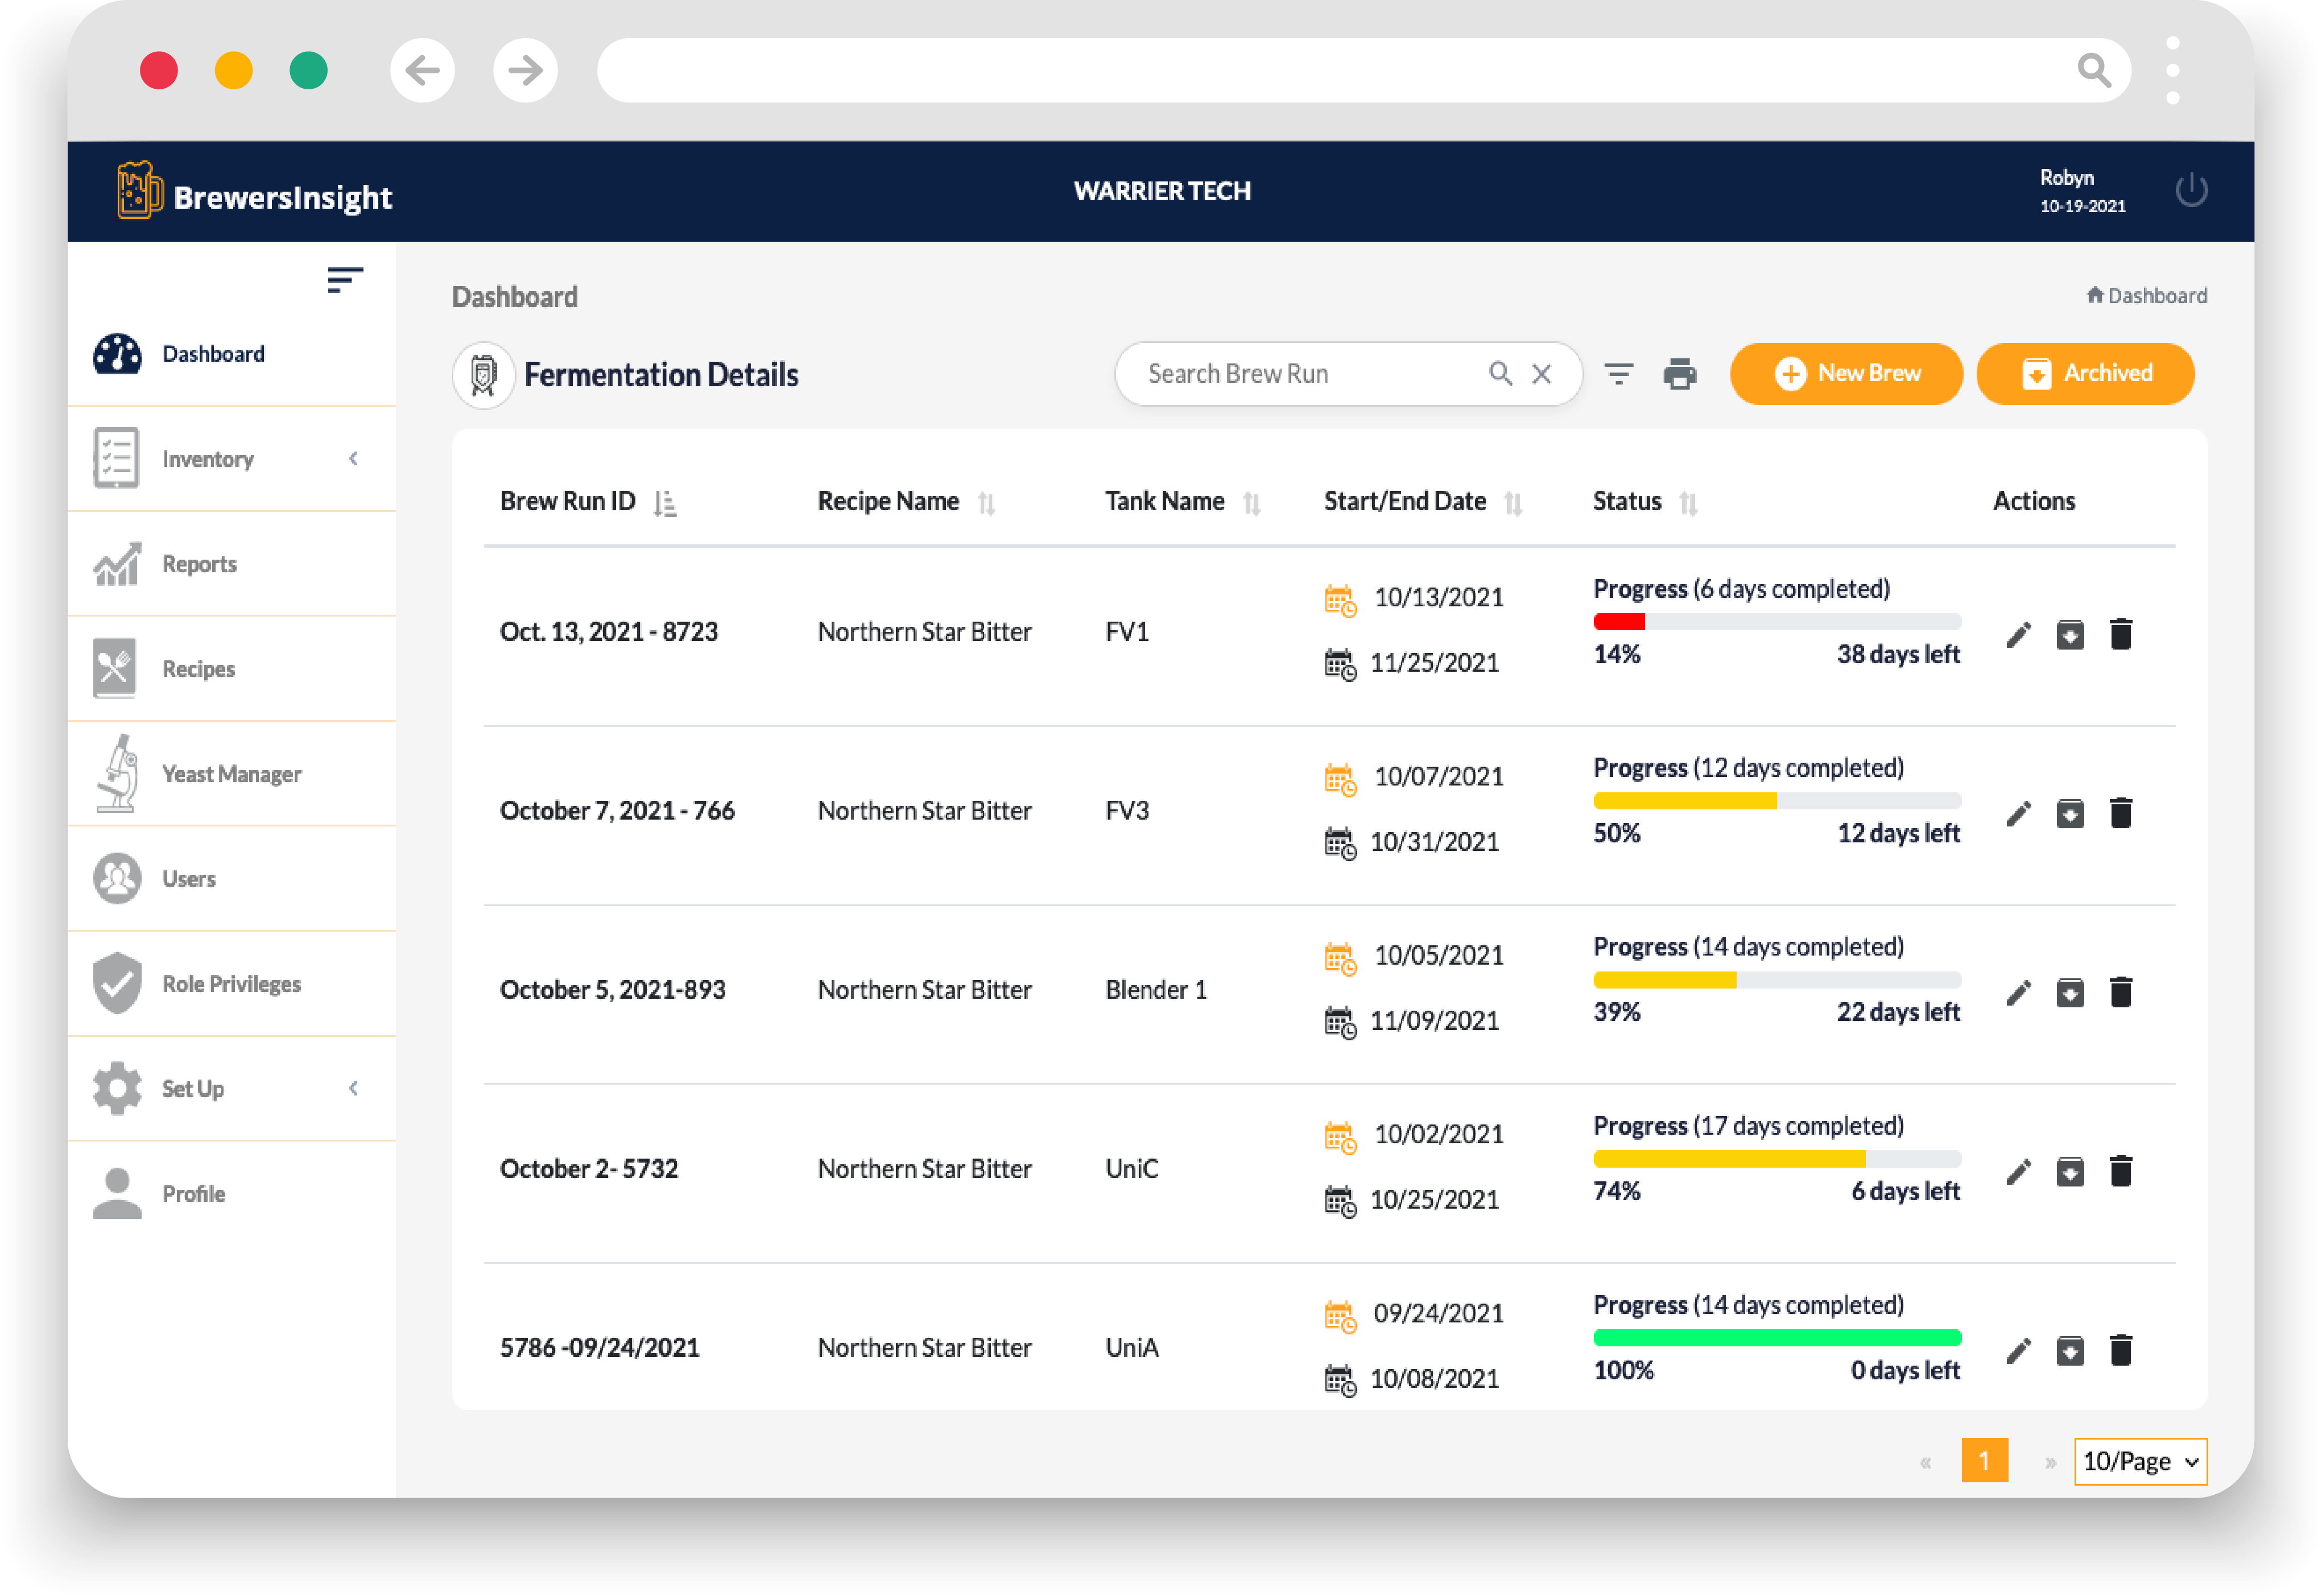 BrewersInsight
WARRIER TECH
Robyn
10-19-2021
Dashboard
Inventory
Reports
Recipes
Yeast Manager
Users
Role Privileges
Set Up
Profile
Dashboard
Dashboard
Fermentation Details
Search Brew Run
New Brew
Archived
Brew Run ID Recipe Name Tank Name Start/End Date Status Actions
Oct. 13, 2021 - 8723 Northern Star Bitter FV1
10/13/2021
11/25/2021
Progress (6 days completed)
14% 38 days left
October 7, 2021 - 766 Northern Star Bitter FV3
10/07/2021
10/31/2021
Progress (12 days completed)
50% 12 days left
October 5, 2021-893 Northern Star Bitter Blender 1
10/05/2021
11/09/2021
Progress (14 days completed)
39% 22 days left
October 2- 5732 Northern Star Bitter UniC
10/02/2021
10/25/2021
Progress (17 days completed)
74% 6 days left
5786 -09/24/2021 Northern Star Bitter UniA
09/24/2021
10/08/2021
Progress (14 days completed)
100% 0 days left
« 1 » 10/Page